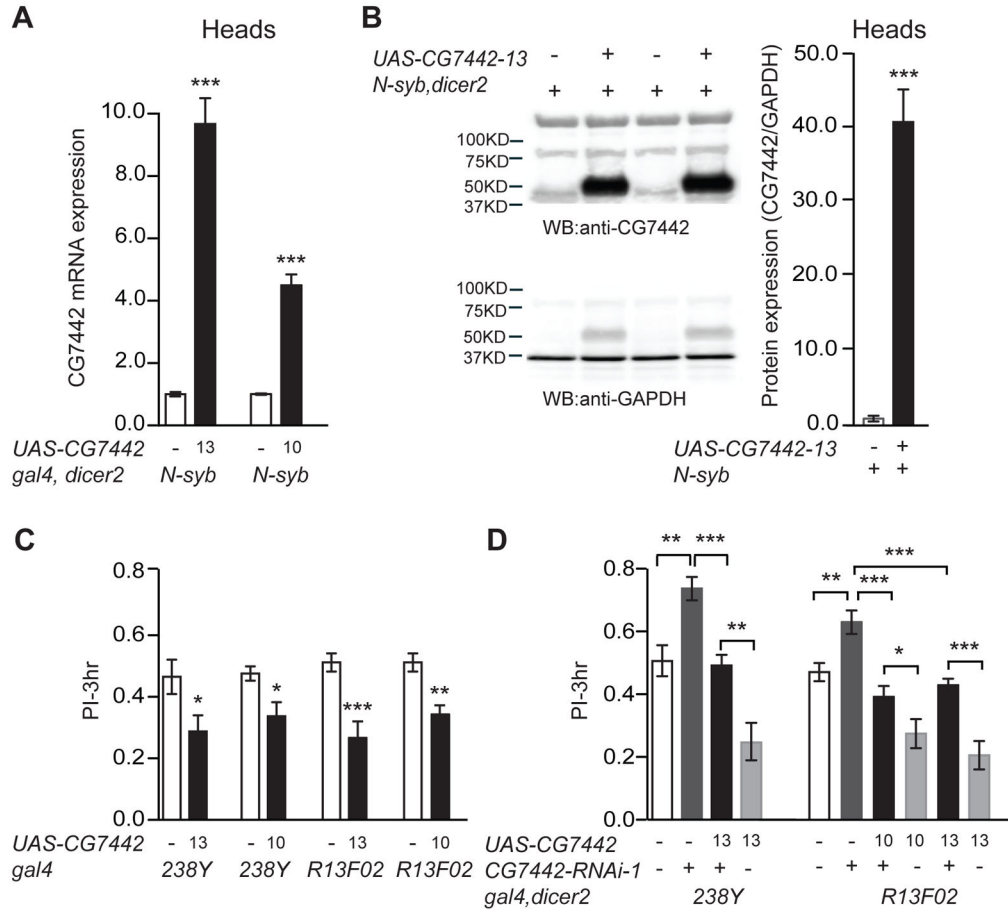 A
Heads
CG7442 mRNA expression
10.0
8.0
6.0
4.0
2.0
0.0
***
***
UAS-CG7442 - 13 - 10
gal4, dicer2 N-syb N-syb
B
UAS-CG7442-13 - + - +
N-syb,dicer2 + + + +
100KD
75KD
50KD
37KD
WB:anti-CG7442
100KD
75KD
50KD
37KD
WB:anti-GAPDH
Heads
Protein expression (CG7442/GAPDH)
50.0
40.0
30.0
20.0
10.0
0.0
***
UAS-CG7442-13 - +
N-syb + +
C
PI-3hr
0.8
0.6
0.4
0.2
0.0
* * *** **
UAS-CG7442 - 13 - 10 - 13 - 10
gal4 238Y 238Y R13F02 R13F02
D
PI-3hr
0.8
0.6
0.4
0.2
0.0
** *** **
*** ** *** * ***
UAS-CG7442 - - 13 13 - - 10 10 13 13
CG7442-RNAi-1 - + + - - + + - + -
gal4,dicer2 238Y R13F02